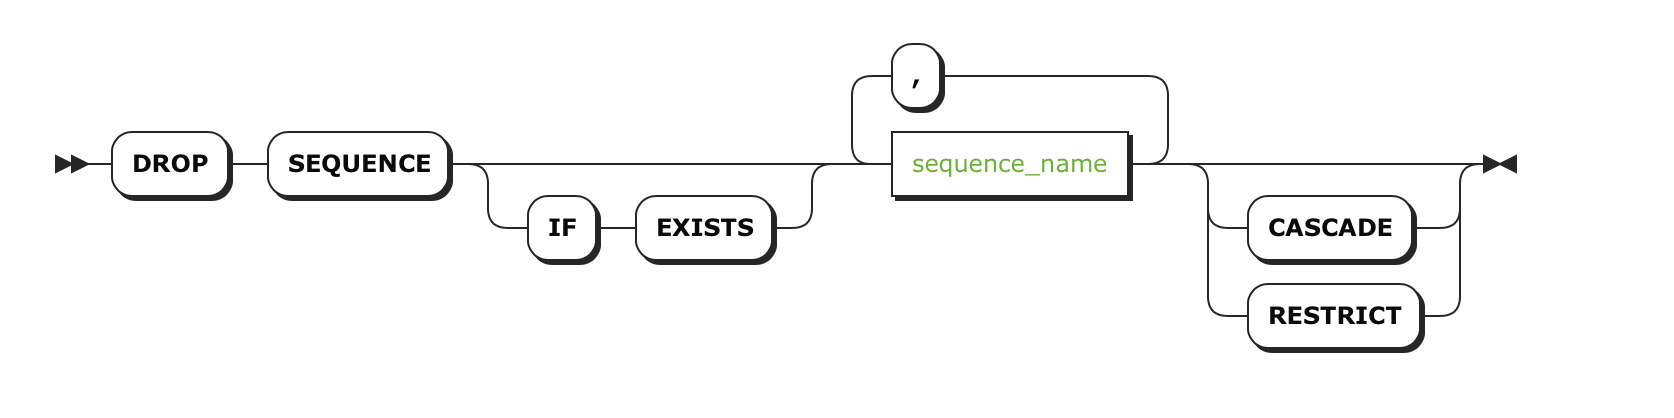 ,
DROP SEQUENCE sequence_name
IF EXISTS CASCADE
RESTRICT